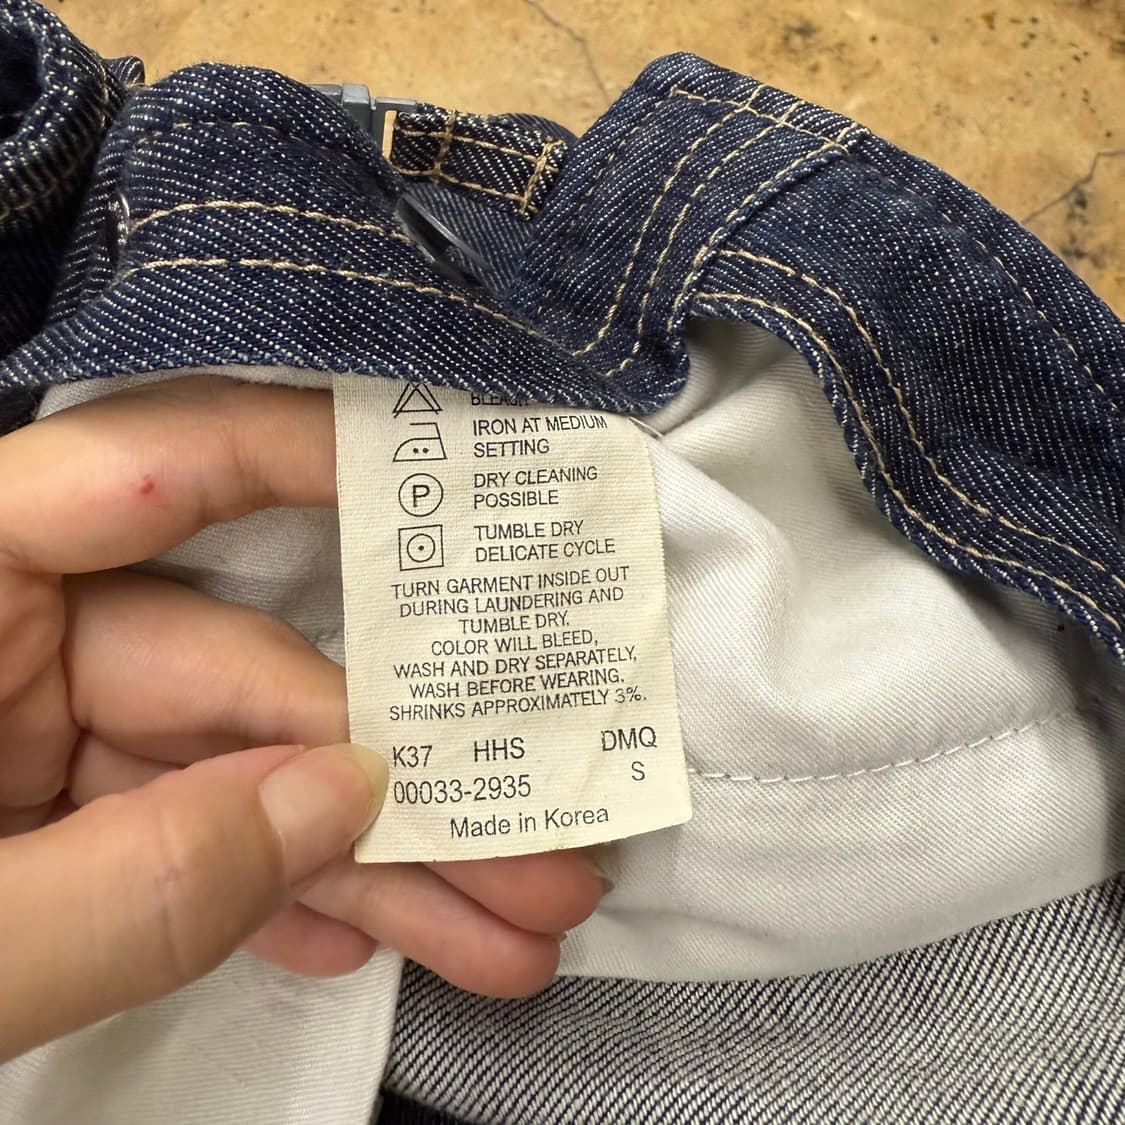 BLEACH
IRON AT MEDIUM
SETTING
P
DRY CLEANING
POSSIBLE
TUMBLE DRY
DELICATE CYCLE
TURN GARMENT INSIDE OUT
DURING LAUNDERING AND
TUMBLE DRY.
COLOR WILL BLEED,
WASH AND DRY SEPARATELY,
WASH BEFORE WEARING.
SHRINKS APPROXIMATELY 3%.
K37 HHS DMQ
00033-2935 S
Made in Korea